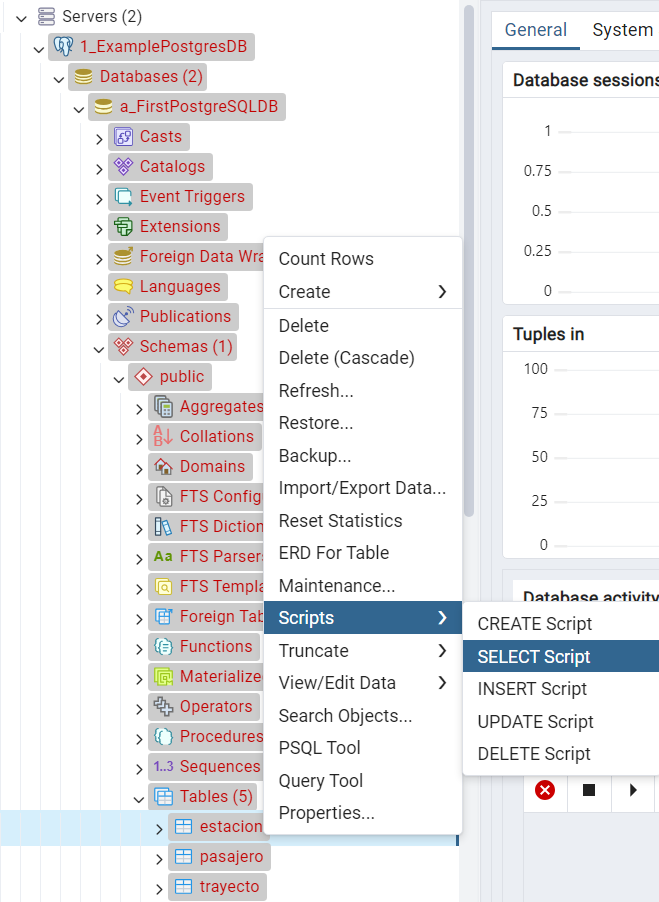 Servers (2)
1_ExamplePostgresDB
Databases (2)
a_FirstPostgreSQLDB
Casts
Catalogs
Event Triggers
Extensions
Foreign Data Wra
Languages
Publications
Schemas (1)
public
Aggregates
Collations
Domains
FTS Config
FTS Diction
Aa FTS Parsers
FTS Templa
Foreign Tab
Functions
Materialize
Operators
Procedures
1..3 Sequences
Tables (5)
estacion
pasajero
trayecto
Count Rows
Create
Delete
Delete (Cascade)
Refresh...
Restore...
Backup...
Import/Export Data...
Reset Statistics
ERD For Table
Maintenance...
Scripts
Truncate
View/Edit Data
Search Objects...
PSQL Tool
Query Tool
Properties...
CREATE Script
SELECT Script
INSERT Script
UPDATE Script
DELETE Script
General System
Database sessions
1
0.75
0.5
0.25
0
Tuples in
100
75
50
25
0
Database activity